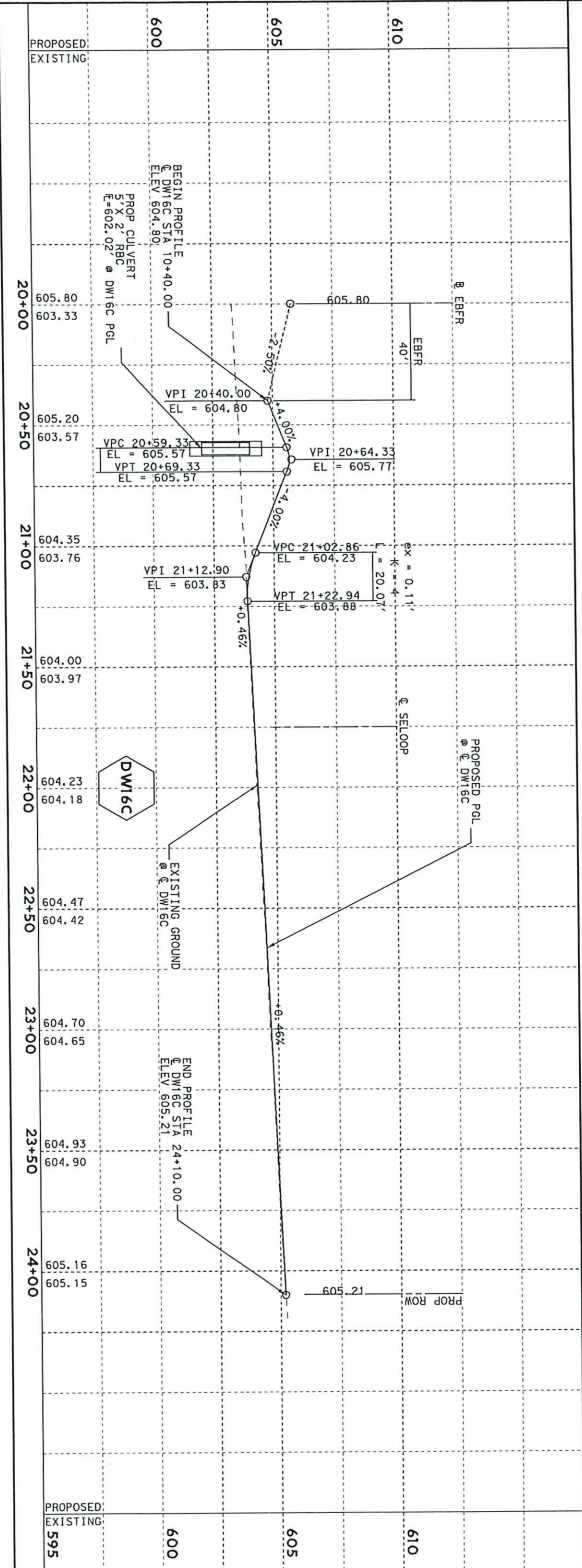 600
605
610
PROPOSED
EXISTING
BEGIN PROFILE
℄ DW16C STA 10+40.00
ELEV 604.80
PROP CULVERT
5'X 2' RBC
FL=602.02' @ DW16C PGL
605.80
-2.50%
℄ EBFR
EBFR
40'
VPI 20+40.00
EL = 604.80
+4.00%
VPC 20+59.33
EL = 605.57
VPI 20+64.33
EL = 605.77
VPT 20+69.33
EL = 605.57
-4.00%
VPC 21+02.86
EL = 604.23
ex = 0.11'
K = 4
L = 20.07'
VPI 21+12.90
EL = 603.83
VPT 21+22.94
EL = 603.88
+0.46%
℄ SELOOP
PROPOSED PGL
@ ℄ DW16C
DW16C
EXISTING GROUND
@ ℄ DW16C
+0.46%
END PROFILE
℄ DW16C STA 24+10.00
ELEV 605.21
605.21
PROP ROW
605.80
603.33
20+00
605.20
603.57
20+50
604.35
603.76
21+00
604.00
603.97
21+50
604.23
604.18
22+00
604.47
604.42
22+50
604.70
604.65
23+00
604.93
604.90
23+50
605.16
605.15
24+00
PROPOSED
EXISTING
595
600
605
610